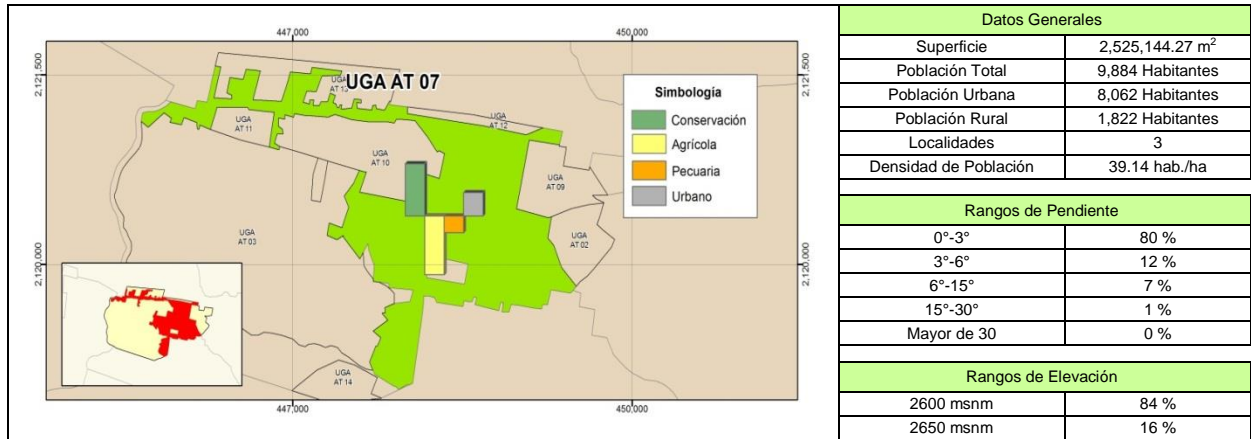 447,000
450,000
2,121,500
2,121,500
UGA AT 07
UGA
AT 13
UGA
AT 12
UGA
AT 11
UGA
AT 10
UGA
AT 09
UGA
AT 03
UGA
AT 02
UGA
AT 14
Simbología
Conservación
Agrícola
Pecuaria
Urbano
2,120,000
2,120,000
447,000
450,000
Datos Generales
Superficie 2,525,144.27 m²
Población Total 9,884 Habitantes
Población Urbana 8,062 Habitantes
Población Rural 1,822 Habitantes
Localidades 3
Densidad de Población 39.14 hab./ha
Rangos de Pendiente
0°-3° 80 %
3°-6° 12 %
6°-15° 7 %
15°-30° 1 %
Mayor de 30 0 %
Rangos de Elevación
2600 msnm 84 %
2650 msnm 16 %